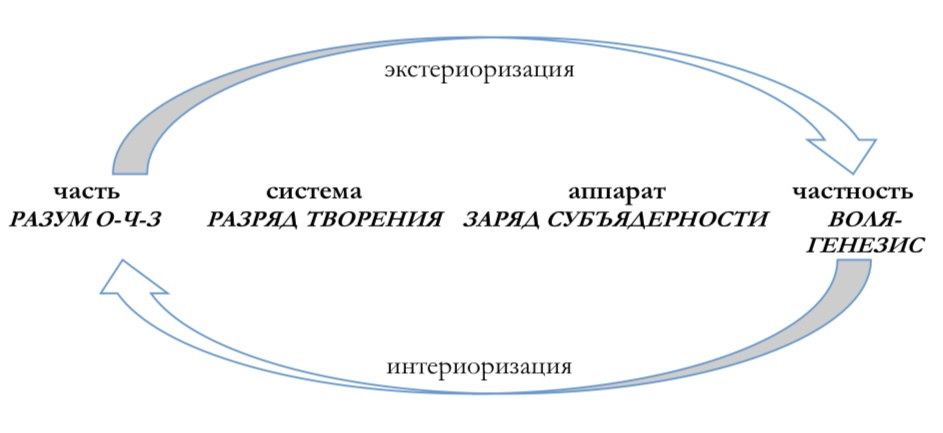 экстериоризация
часть система аппарат частность
РАЗУМ О-Ч-З РАЗРЯД ТВОРЕНИЯ ЗАРЯД СУБЪЯДЕРНОСТИ ВОЛЯ-
ГЕНЕЗИС
интериоризация